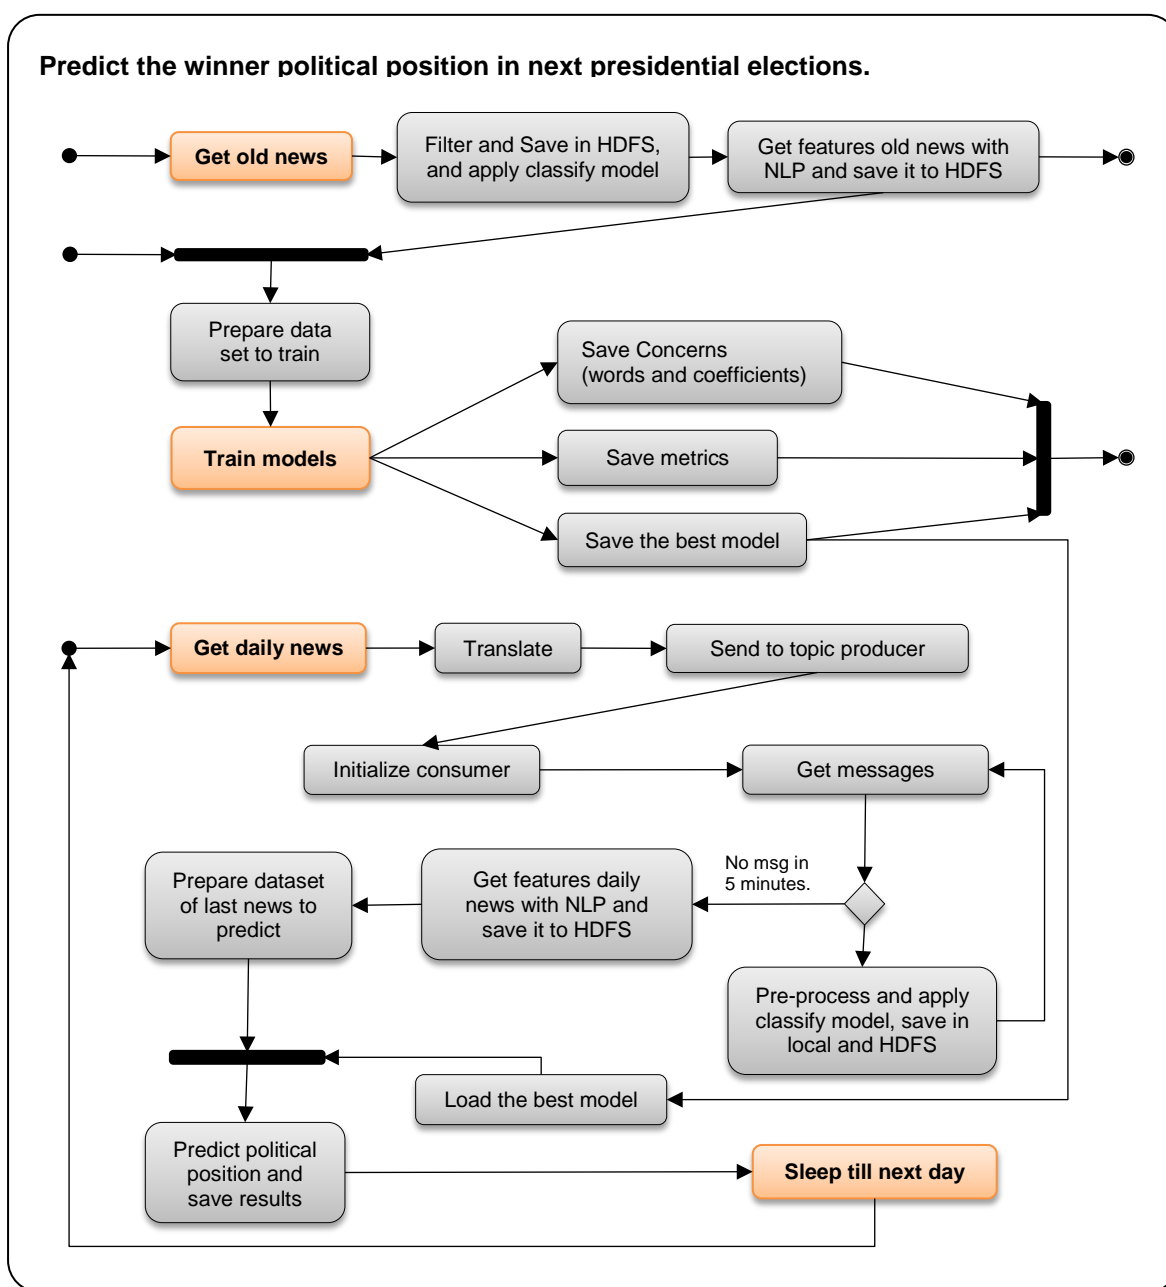 Predict the winner political position in next presidential elections.
Get old news
Filter and Save in HDFS,
and apply classify model
Get features old news with
NLP and save it to HDFS
Prepare data
set to train
Save Concerns
(words and coefficients)
Train models
Save metrics
Save the best model
Get daily news
Translate
Send to topic producer
Initialize consumer
Get messages
No msg in
5 minutes.
Prepare dataset
of last news to
predict
Get features daily
news with NLP and
save it to HDFS
Pre-process and apply
classify model, save in
local and HDFS
Load the best model
Predict political
position and
save results
Sleep till next day